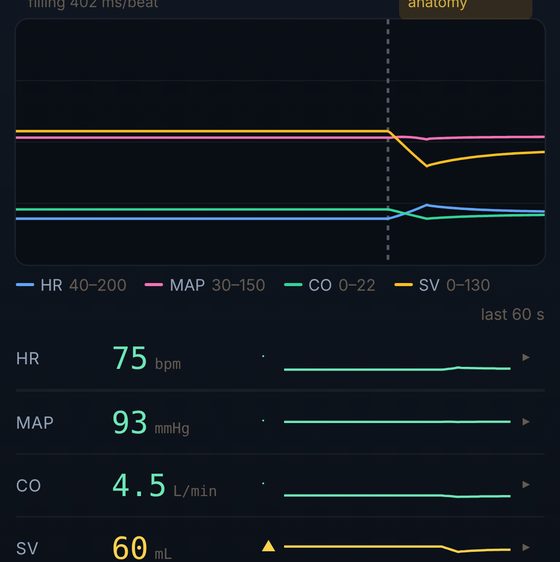 filling 402 ms/beat
anatomy
HR 40–200 MAP 30–150 CO 0–22 SV 0–130
last 60 s
HR 75 bpm
MAP 93 mmHg
CO 4.5 L/min
SV 60 mL